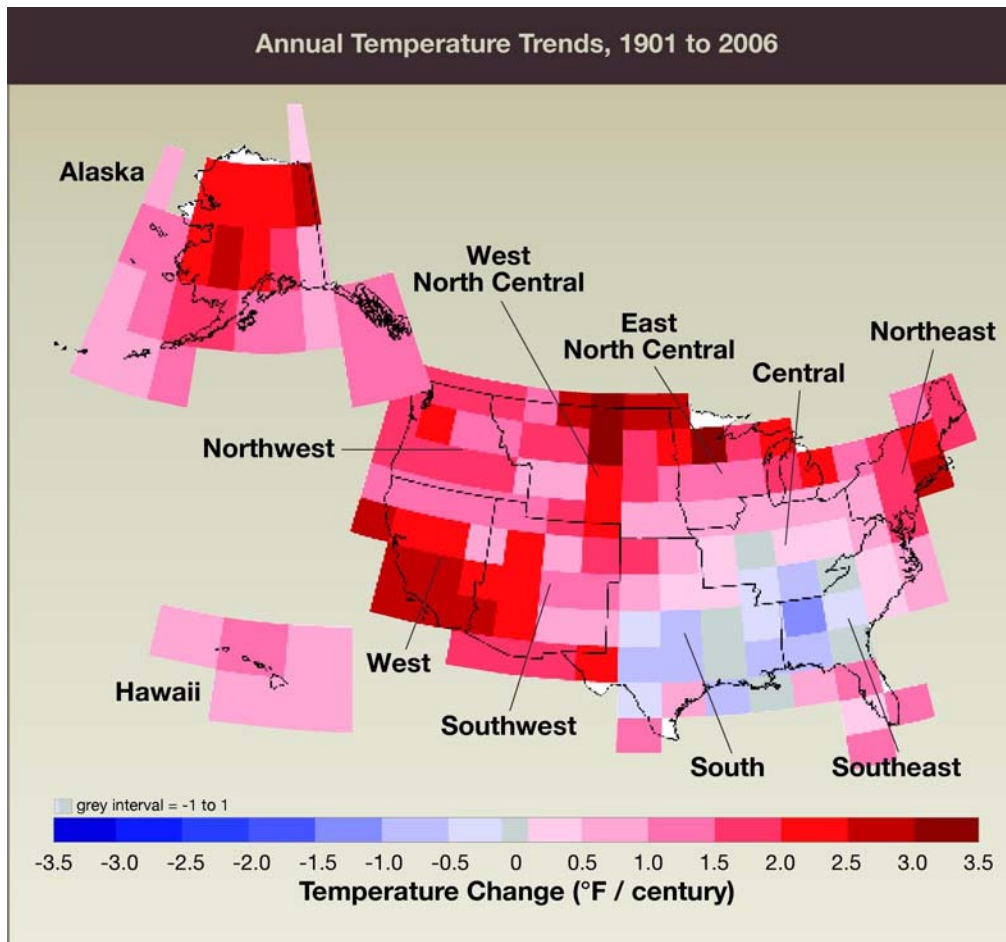 Annual Temperature Trends, 1901 to 2006
Alaska
West
North Central
East
North Central
Northeast
Central
Northwest
West
Hawaii
Southwest
South
Southeast
grey interval = -1 to 1
-3.5 -3.0 -2.5 -2.0 -1.5 -1.0 -0.5 0 0.5 1.0 1.5 2.0 2.5 3.0 3.5
Temperature Change (°F / century)